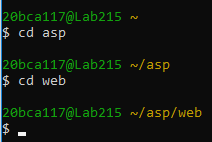 20bca117@Lab215 ~
$ cd asp
20bca117@Lab215 ~/asp
$ cd web
20bca117@Lab215 ~/asp/web
$